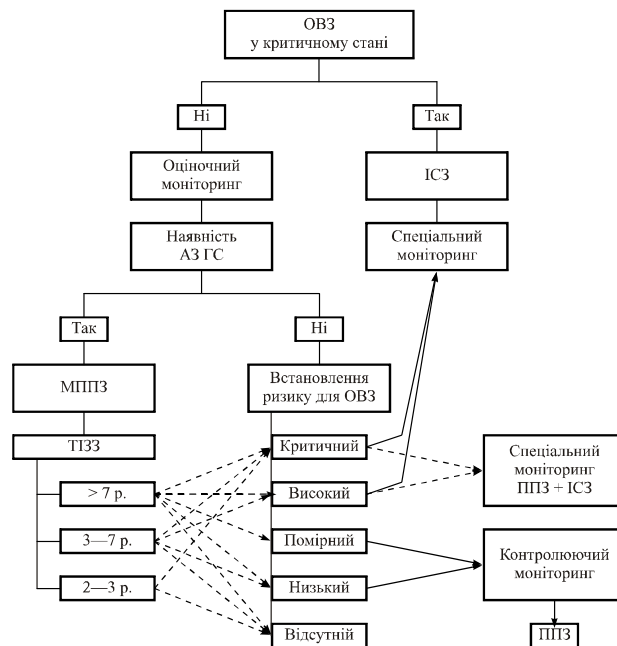 ОВЗ
у критичному стані
Ні
Так
Оціночний
моніторинг
ІСЗ
Наявність
АЗ ГС
Спеціальний
моніторинг
Так
Ні
МППЗ
Встановлення
ризику для ОВЗ
ТІЗЗ
Критичний
Спеціальний
моніторинг
ППЗ + ІСЗ
> 7 р.
Високий
3—7 р.
Помірний
Контролюючий
моніторинг
2—3 р.
Низький
Відсутній
ППЗ